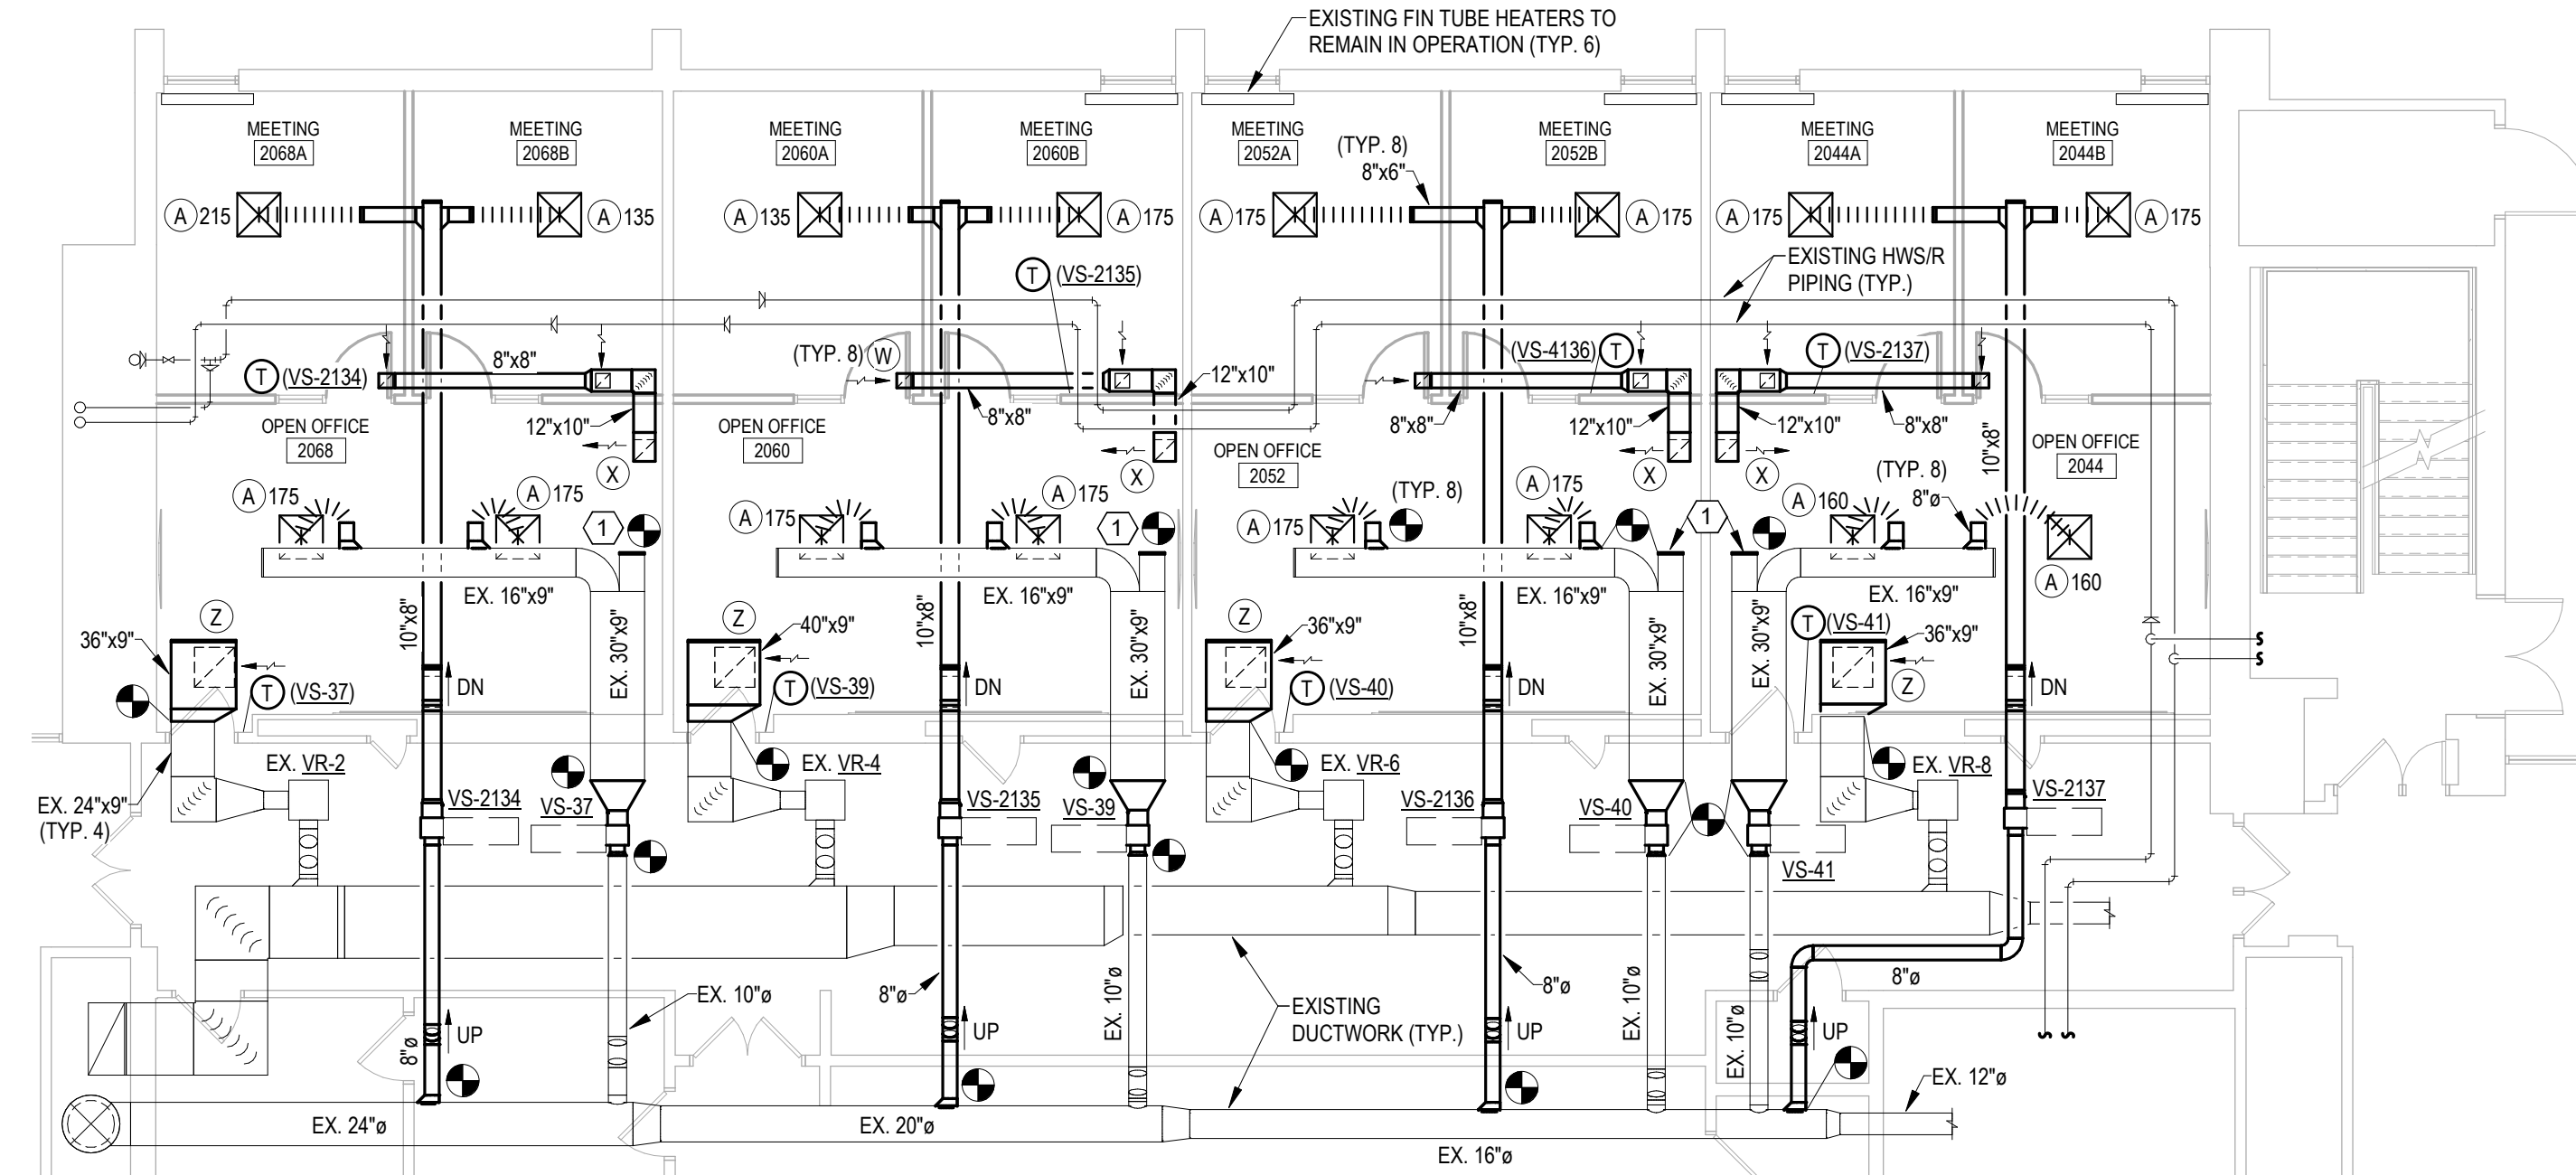 EXISTING FIN TUBE HEATERS TO
REMAIN IN OPERATION (TYP. 6)
MEETING
2068A
MEETING
2068B
MEETING
2060A
MEETING
2060B
MEETING
2052A
(TYP. 8)
8"x6"
MEETING
2052B
MEETING
2044A
MEETING
2044B
A 215
A 135
A 135
A 175
A 175
A 175
A 175
A 175
T (VS-2135)
EXISTING HWS/R
PIPING (TYP.)
T (VS-2134)
8"x8"
(TYP. 8) W
12"x10"
(VS-4136) T
T (VS-2137)
12"x10"
8"x8"
8"x8"
12"x10"
12"x10"
8"x8"
OPEN OFFICE
2068
OPEN OFFICE
2060
OPEN OFFICE
2052
OPEN OFFICE
2044
10"x8"
X
X
X
X
A 175
A 175
A 175
A 175
A 175
(TYP. 8)
A 175
A 160
(TYP. 8)
8"ø
A 160
1
1
1
EX. 16"x9"
EX. 16"x9"
EX. 16"x9"
EX. 16"x9"
36"x9"
Z
10"x8"
EX. 30"x9"
Z
40"x9"
10"x8"
EX. 30"x9"
Z
36"x9"
10"x8"
EX. 30"x9"
EX. 30"x9"
T (VS-41)
36"x9"
Z
T (VS-37)
DN
T (VS-39)
DN
T (VS-40)
DN
DN
EX. VR-2
EX. VR-4
EX. VR-6
EX. VR-8
EX. 24"x9"
(TYP. 4)
VS-2134
VS-37
VS-2135
VS-39
VS-2136
VS-40
VS-41
VS-2137
8"ø
UP
EX. 10"ø
8"ø
UP
EX. 10"ø
EXISTING
DUCTWORK (TYP.)
8"ø
UP
EX. 10"ø
EX. 10"ø
UP
8"ø
EX. 12"ø
EX. 24"ø
EX. 20"ø
EX. 16"ø